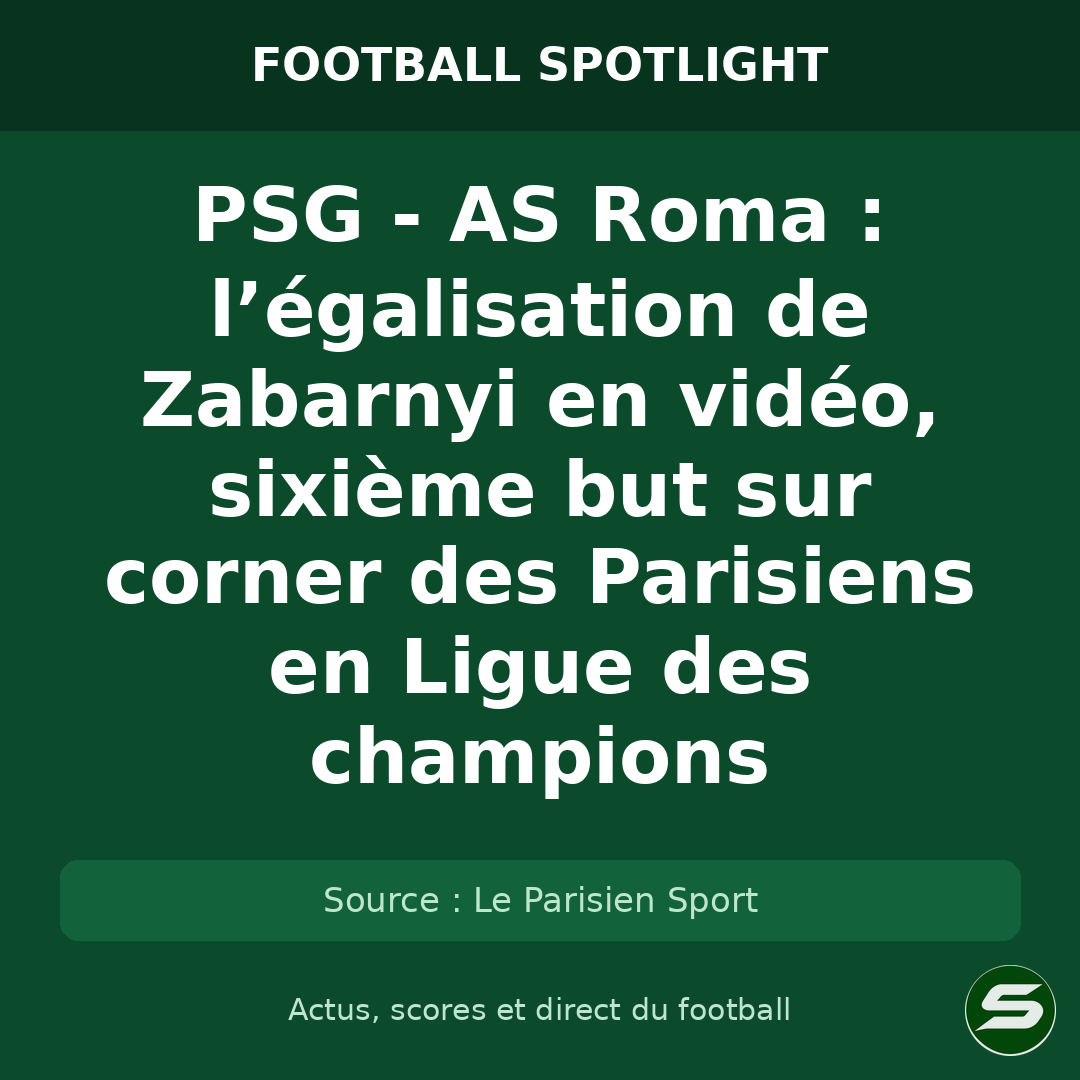 FOOTBALL SPOTLIGHT
PSG - AS Roma :
l’égalisation de
Zabarnyi en vidéo,
sixième but sur
corner des Parisiens
en Ligue des
champions
Source : Le Parisien Sport
Actus, scores et direct du football
S